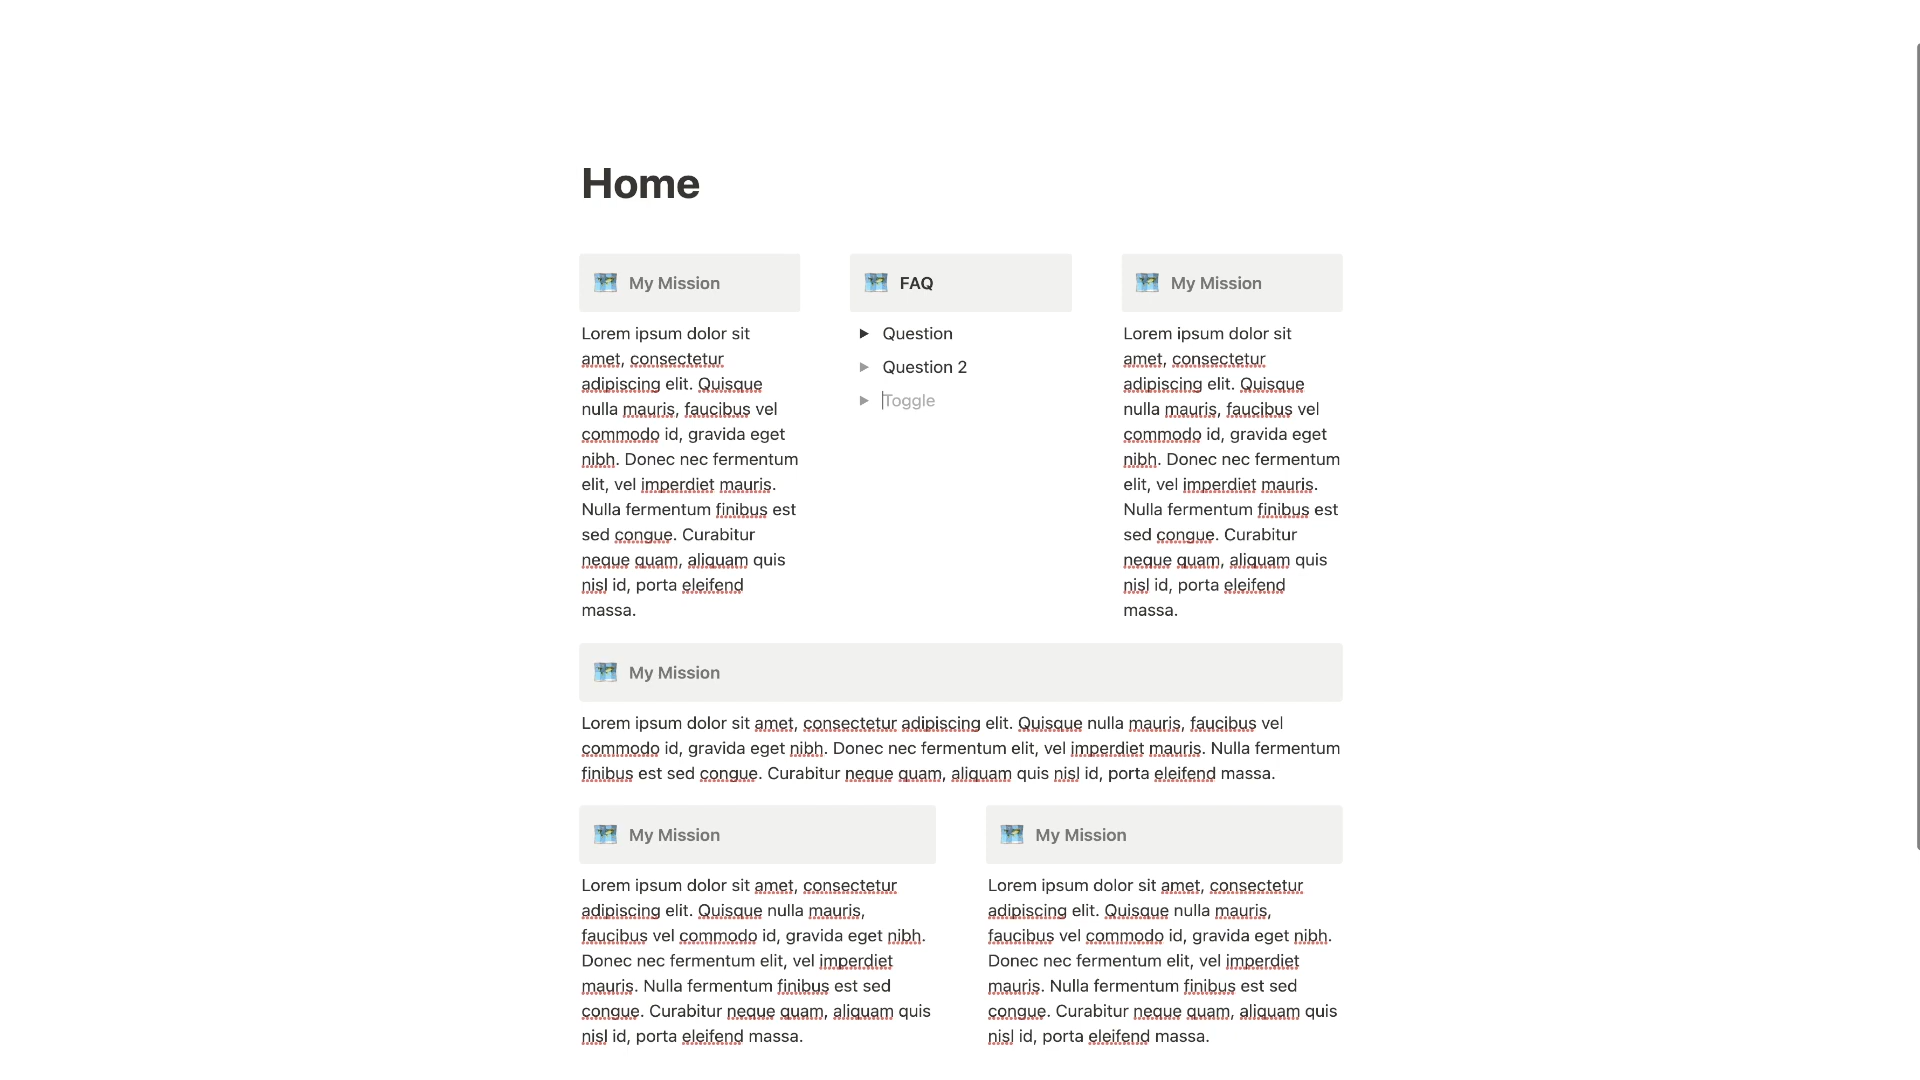 Home
My Mission
Lorem ipsum dolor sit
amet, consectetur
adipiscing elit. Quisque
nulla mauris, faucibus vel
commodo id, gravida eget
nibh. Donec nec fermentum
elit, vel imperdiet mauris.
Nulla fermentum finibus est
sed congue. Curabitur
neque quam, aliquam quis
nisl id, porta eleifend
massa.
FAQ
Question
Question 2
Toggle
My Mission
Lorem ipsum dolor sit
amet, consectetur
adipiscing elit. Quisque
nulla mauris, faucibus vel
commodo id, gravida eget
nibh. Donec nec fermentum
elit, vel imperdiet mauris.
Nulla fermentum finibus est
sed congue. Curabitur
neque quam, aliquam quis
nisl id, porta eleifend
massa.
My Mission
Lorem ipsum dolor sit amet, consectetur adipiscing elit. Quisque nulla mauris, faucibus vel
commodo id, gravida eget nibh. Donec nec fermentum elit, vel imperdiet mauris. Nulla fermentum
finibus est sed congue. Curabitur neque quam, aliquam quis nisl id, porta eleifend massa.
My Mission
Lorem ipsum dolor sit amet, consectetur
adipiscing elit. Quisque nulla mauris,
faucibus vel commodo id, gravida eget nibh.
Donec nec fermentum elit, vel imperdiet
mauris. Nulla fermentum finibus est sed
congue. Curabitur neque quam, aliquam quis
nisl id, porta eleifend massa.
My Mission
Lorem ipsum dolor sit amet, consectetur
adipiscing elit. Quisque nulla mauris,
faucibus vel commodo id, gravida eget nibh.
Donec nec fermentum elit, vel imperdiet
mauris. Nulla fermentum finibus est sed
congue. Curabitur neque quam, aliquam quis
nisl id, porta eleifend massa.